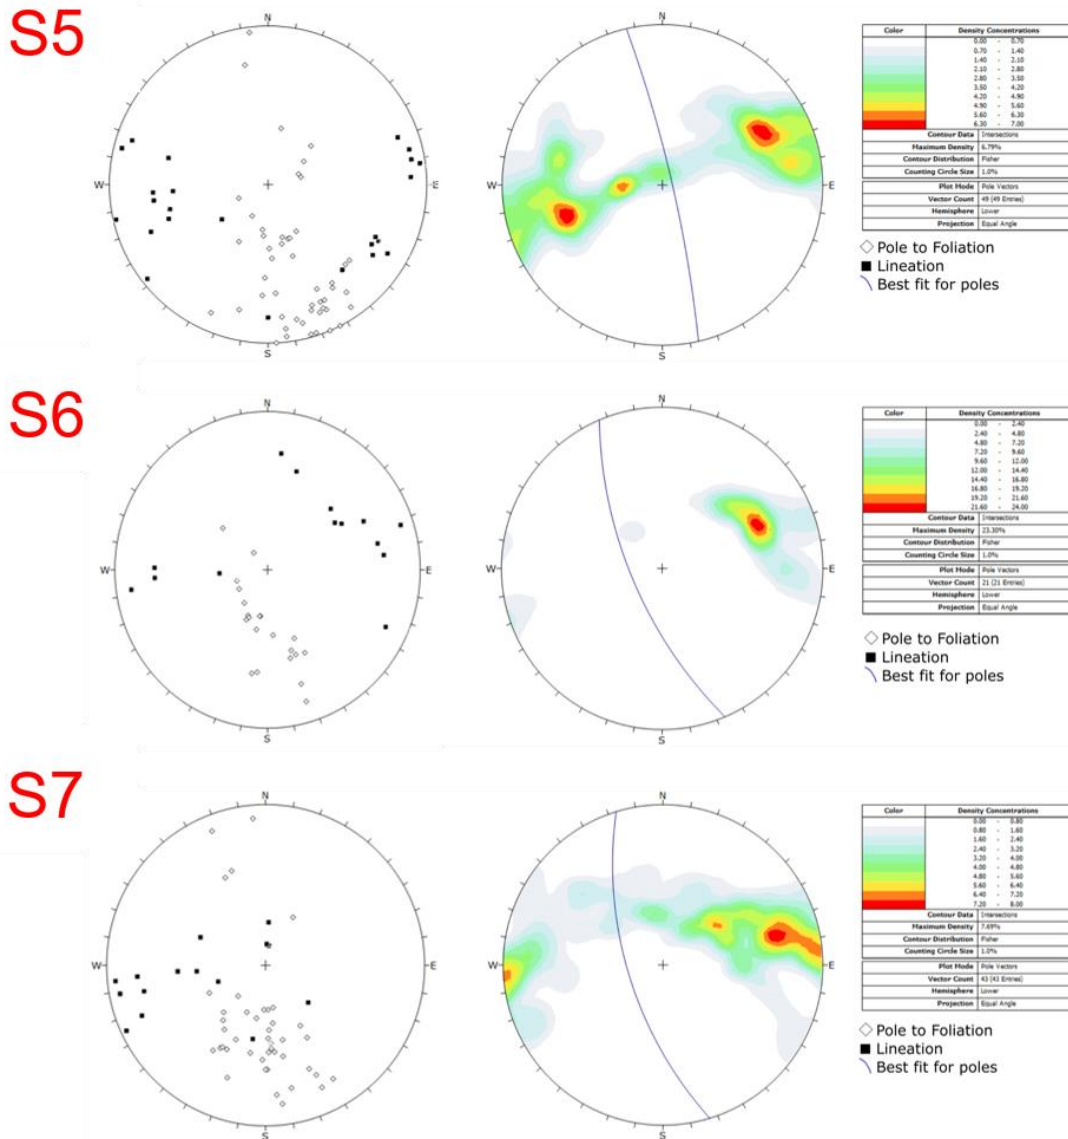 S5
N
W
E
S
N
W
E
S
Color Density Concentrations
0.00 - 0.70
0.70 - 1.40
1.40 - 2.10
2.10 - 2.80
2.80 - 3.50
3.50 - 4.20
4.20 - 4.90
4.90 - 5.60
5.60 - 6.30
6.30 - 7.00
Contour Data Intersections
Maximum Density 6.79%
Contour Distribution Fisher
Counting Circle Size 1.0%
Plot Mode Pole Vectors
Vector Count 49 (49 Entries)
Hemisphere Lower
Projection Equal Angle
Pole to Foliation
Lineation
Best fit for poles
S6
N
W
E
S
N
W
E
S
Color Density Concentrations
0.00 - 2.40
2.40 - 4.80
4.80 - 7.20
7.20 - 9.60
9.60 - 12.00
12.00 - 14.40
14.40 - 16.80
16.80 - 19.20
19.20 - 21.60
21.60 - 24.00
Contour Data Intersections
Maximum Density 23.30%
Contour Distribution Fisher
Counting Circle Size 1.0%
Plot Mode Pole Vectors
Vector Count 21 (21 Entries)
Hemisphere Lower
Projection Equal Angle
Pole to Foliation
Lineation
Best fit for poles
S7
N
W
E
S
N
W
E
S
Color Density Concentrations
0.00 - 0.80
0.80 - 1.60
1.60 - 2.40
2.40 - 3.20
3.20 - 4.00
4.00 - 4.80
4.80 - 5.60
5.60 - 6.40
6.40 - 7.20
7.20 - 8.00
Contour Data Intersections
Maximum Density 7.69%
Contour Distribution Fisher
Counting Circle Size 1.0%
Plot Mode Pole Vectors
Vector Count 43 (43 Entries)
Hemisphere Lower
Projection Equal Angle
Pole to Foliation
Lineation
Best fit for poles